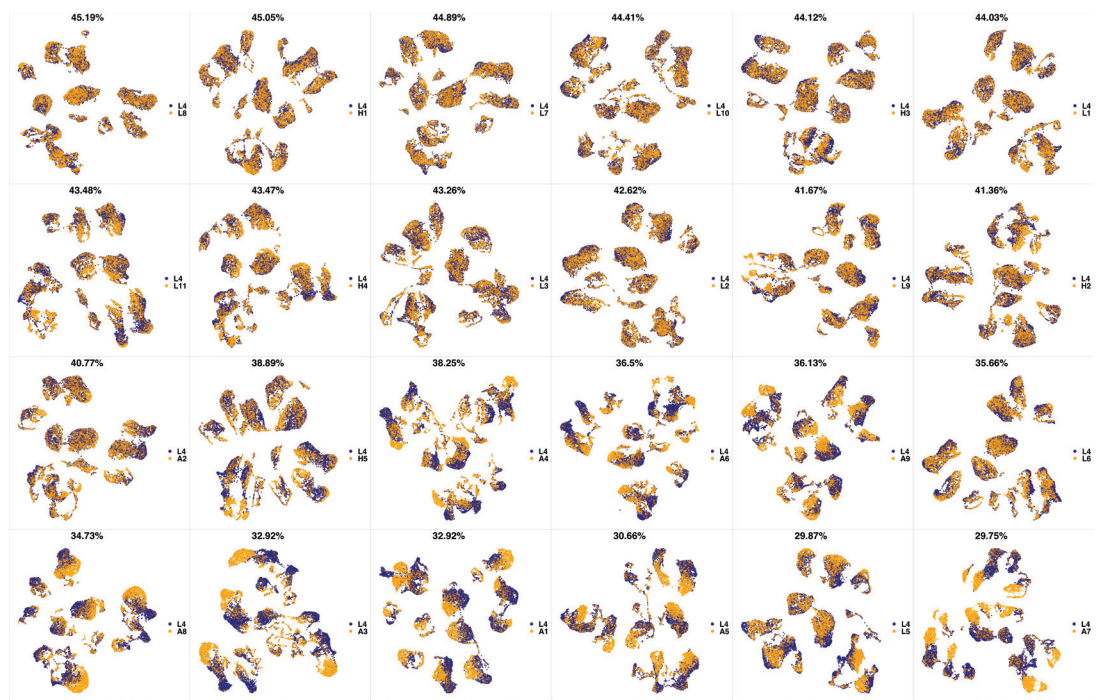 45.19%
L4
L8
45.05%
L4
H1
44.89%
L4
L7
44.41%
L4
L10
44.12%
L4
H3
44.03%
L4
L1
43.48%
L4
L11
43.47%
L4
H4
43.26%
L4
L3
42.62%
L4
L2
41.67%
L4
L9
41.36%
L4
H2
40.77%
L4
A2
38.89%
L4
H5
38.25%
L4
A4
36.5%
L4
A6
36.13%
L4
A9
35.66%
L4
L6
34.73%
L4
A8
32.92%
L4
A3
32.92%
L4
A1
30.66%
L4
A5
29.87%
L4
L5
29.75%
L4
A7